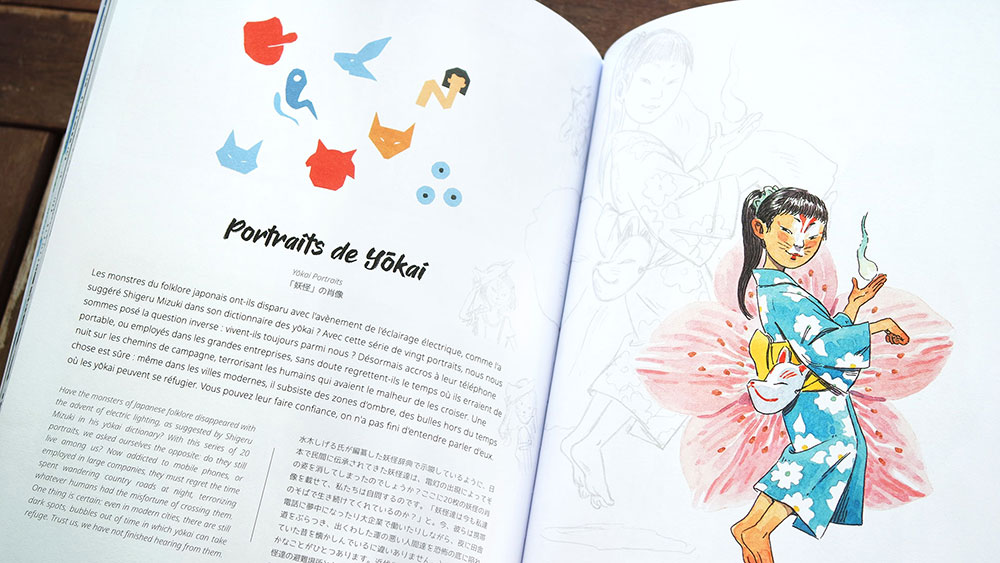 Portraits de Yōkai
Yōkai Portraits
「妖怪」の肖像
Les monstres du folklore japonais ont-ils disparu avec l'avènement de l'éclairage électrique, comme l'a
suggéré Shigeru Mizuki dans son dictionnaire des yōkai ? Avec cette série de vingt portraits, nous nous
sommes posé la question inverse : vivent-ils toujours parmi nous ? Désormais accros à leur téléphone
portable, ou employés dans les grandes entreprises, sans doute regrettent-ils le temps où ils erraient de
nuit sur les chemins de campagne, terrorisant les humains qui avaient le malheur de les croiser. Une
chose est sûre : même dans les villes modernes, il subsiste des zones d'ombre, des bulles hors du temps
où les yōkai peuvent se réfugier. Vous pouvez leur faire confiance, on n'a pas fini d'entendre parler d'eux.
Have the monsters of Japanese folklore disappeared with
the advent of electric lighting, as suggested by Shigeru
Mizuki in his yōkai dictionary? With this series of 20
portraits, we asked ourselves the opposite: do they still
live among us? Now addicted to mobile phones, or
employed in large companies, they must regret the time
spent wandering country roads at night, terrorizing
whatever humans had the misfortune of crossing them.
One thing is certain: even in modern cities, there are still
dark spots, bubbles out of time in which yōkai can take
refuge. Trust us, we have not finished hearing from them.
水木しげる氏が編纂した妖怪辞典で示唆しているように、日
本で民間に伝承されてきた妖怪達は、電灯の出現によってそ
の姿を消してしまったのでしょうか？ここに20枚の妖怪の肖
像を載せて、私たちは自問するのです。「妖怪達は今も私達
のそばで生き続けてくれているのか？」と。今、彼らは携帯
電話に夢中になったり大企業で働いたりしながら、夜に田舎
道をぶらつき、出くわした運の悪い人間達を恐怖の底に陥れ
ていた昔を懐かしんでいるに違いありません。
かなことがひとつあります。近代
怪達の避難場所と